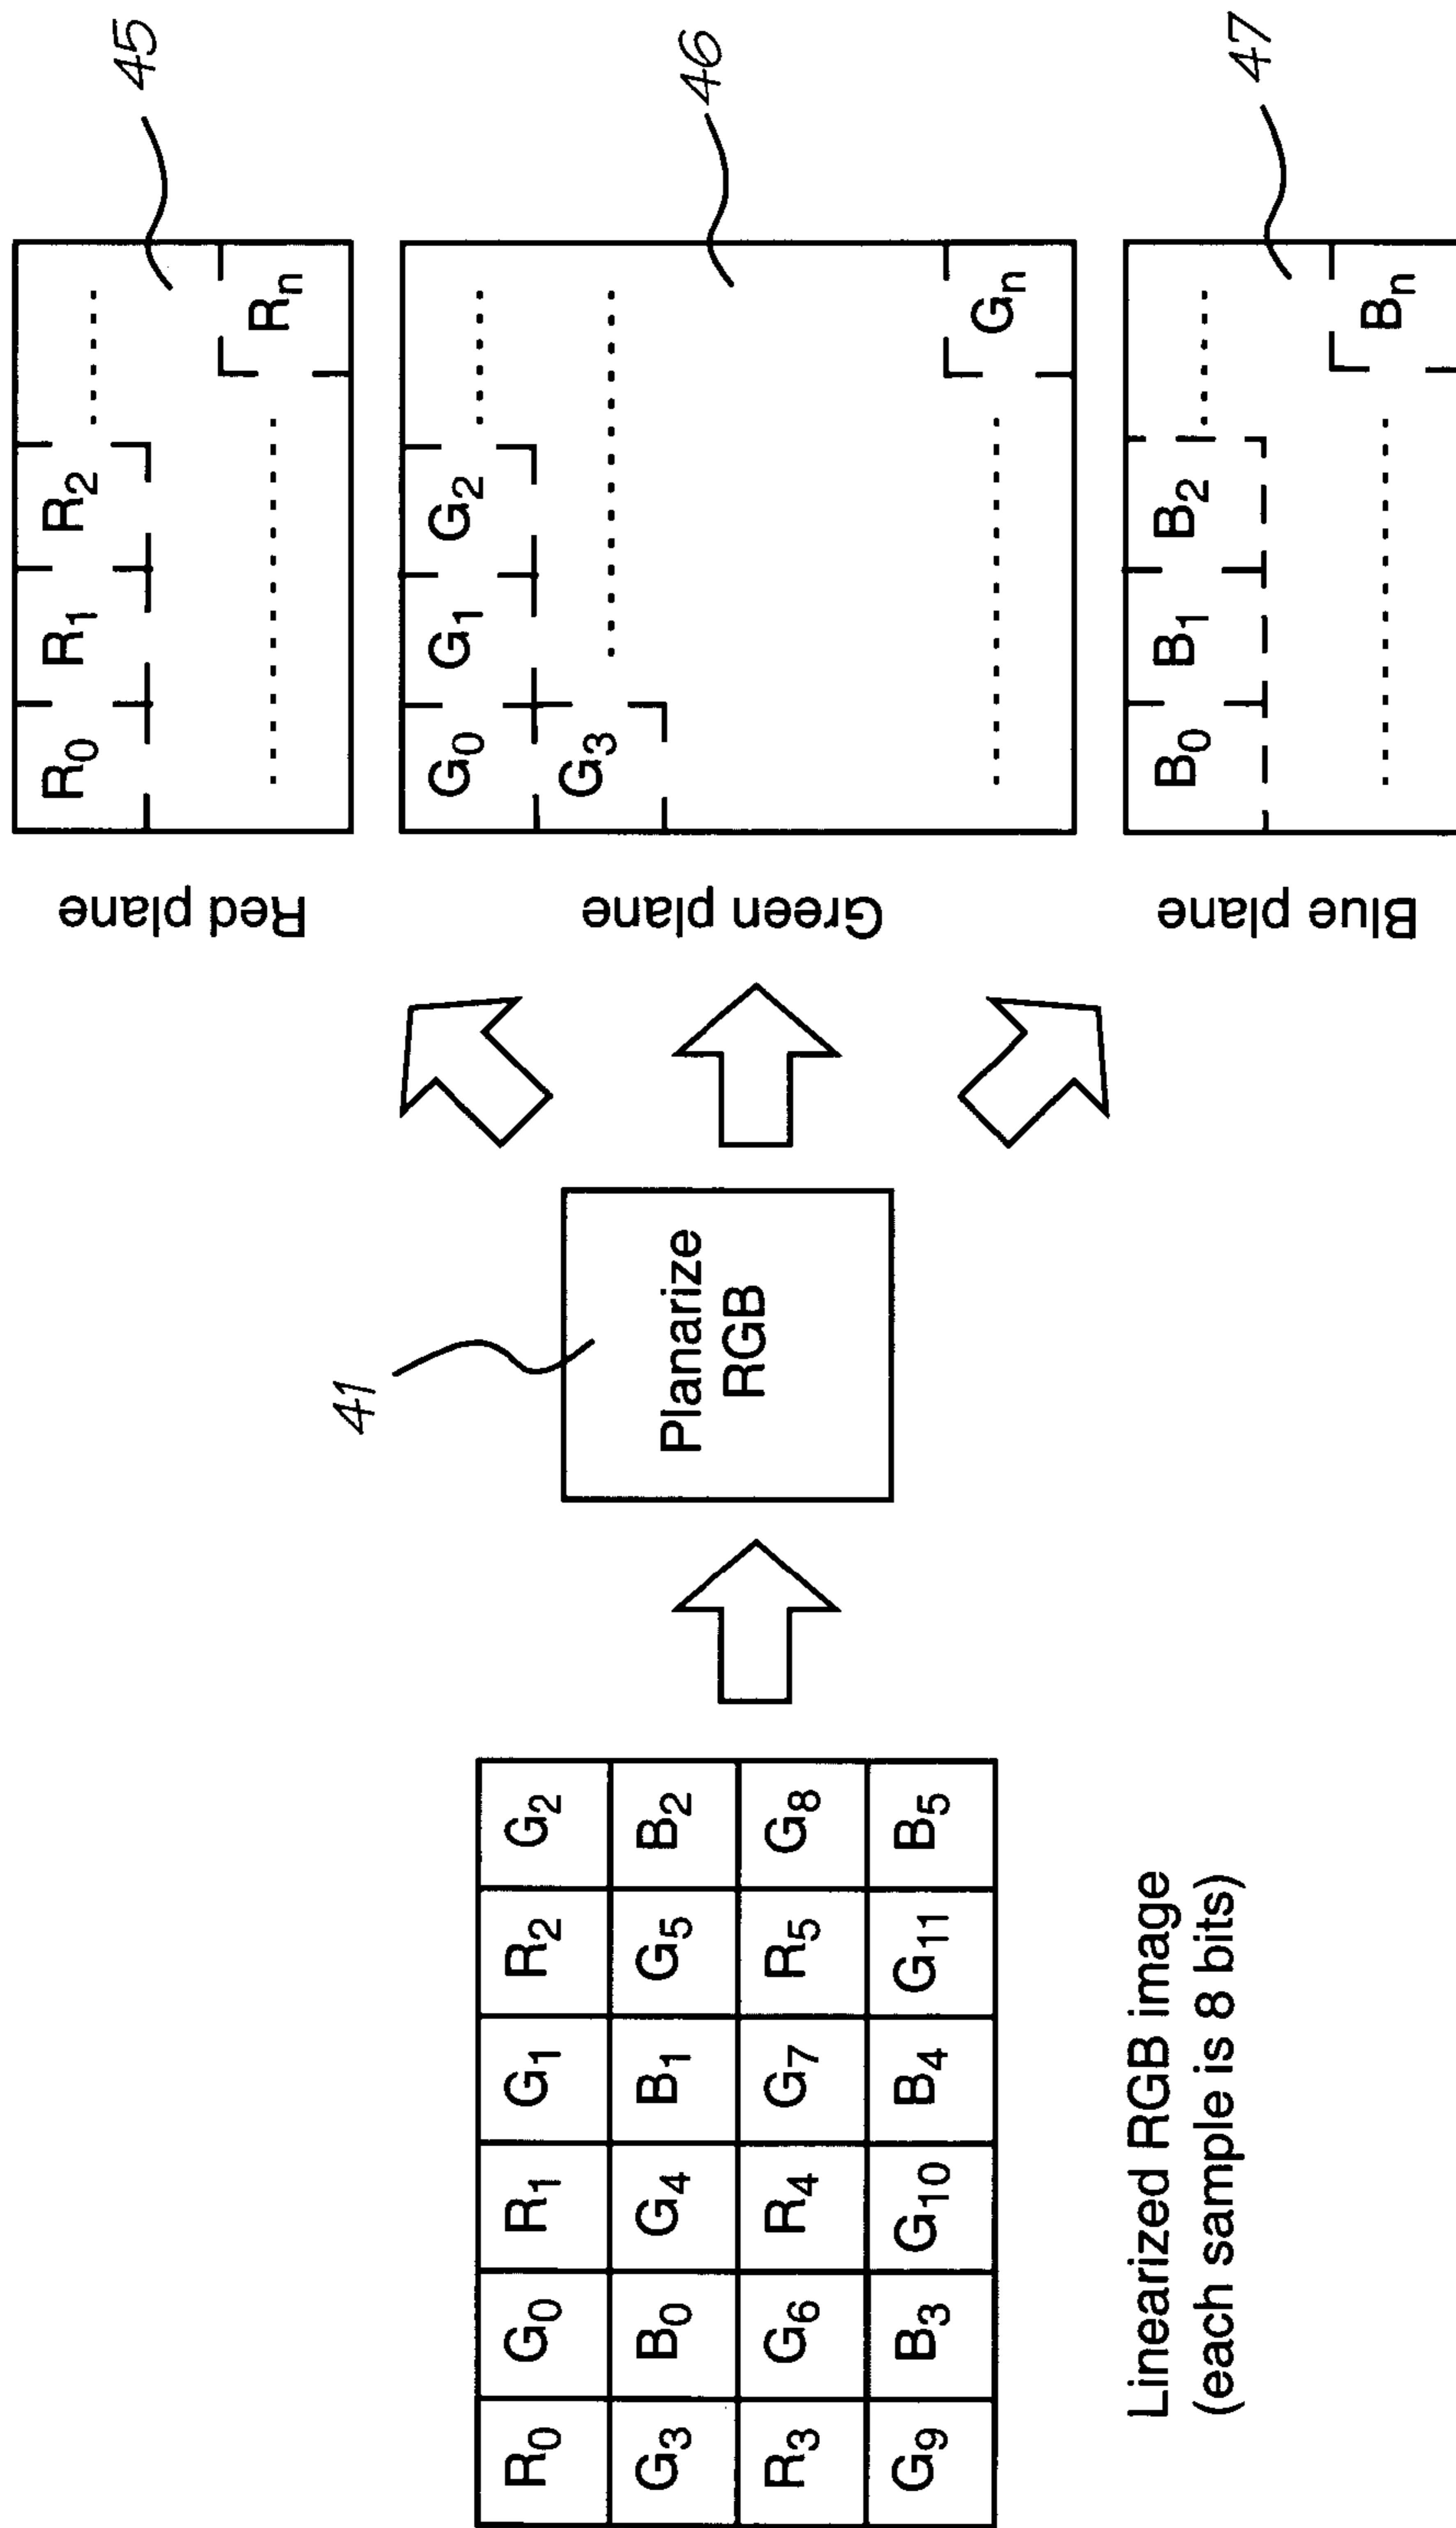 R0 G0 R1 G1 R2 G2
G3 B0 G4 B1 G5 B2
R3 G6 R4 G7 R5 G8
G9 B3 G10 B4 G11 B5
Linearized RGB image
(each sample is 8 bits)
41
Planarize
RGB
Red plane
R0 R1 R2
Rn
45
Green plane
G0 G1 G2
G3
Gn
46
Blue plane
B0 B1 B2
Bn
47